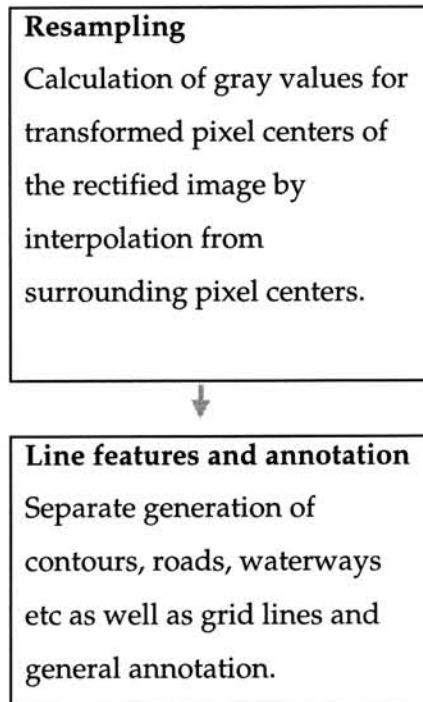 Resampling
Calculation of gray values for
transformed pixel centers of
the rectified image by
interpolation from
surrounding pixel centers.
Line features and annotation
Separate generation of
contours, roads, waterways
etc as well as grid lines and
general annotation.